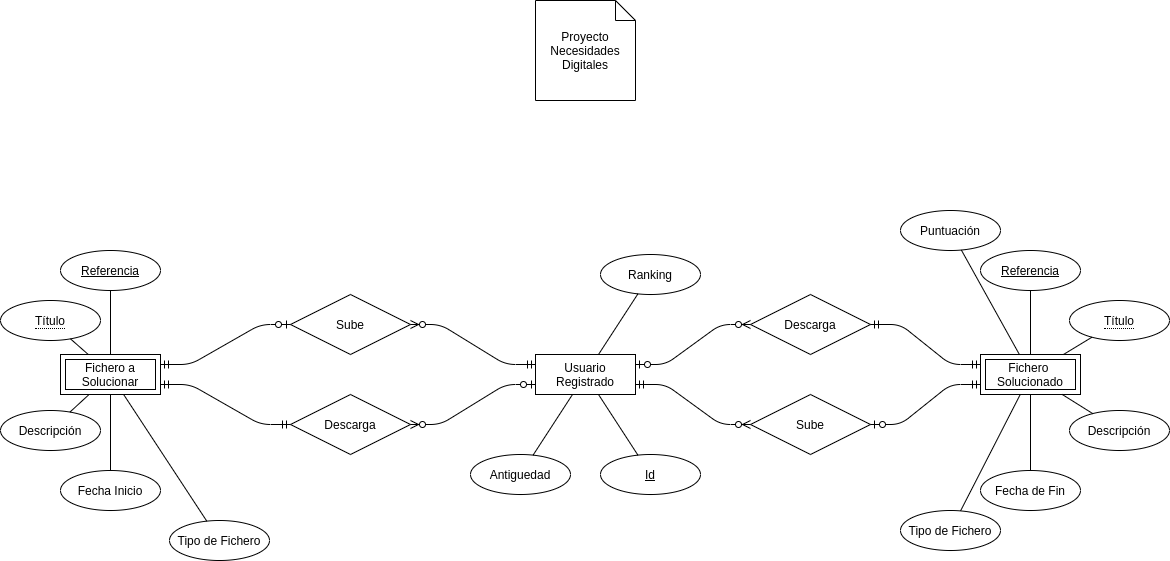 Proyecto
Necesidades
Digitales
Puntuación
Referencia
Ranking
Referencia
Título
Sube
Descarga
Título
Fichero a
Solucionar
Usuario
Registrado
Fichero
Solucionado
Descripción
Descarga
Sube
Descripción
Fecha Inicio
Antiguedad
Id
Fecha de Fin
Tipo de Fichero
Tipo de Fichero